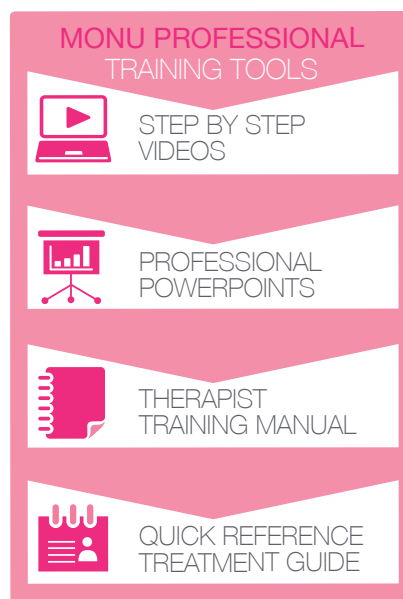 MONU PROFESSIONAL
TRAINING TOOLS
STEP BY STEP
VIDEOS
PROFESSIONAL
POWERPOINTS
THERAPIST
TRAINING MANUAL
QUICK REFERENCE
TREATMENT GUIDE